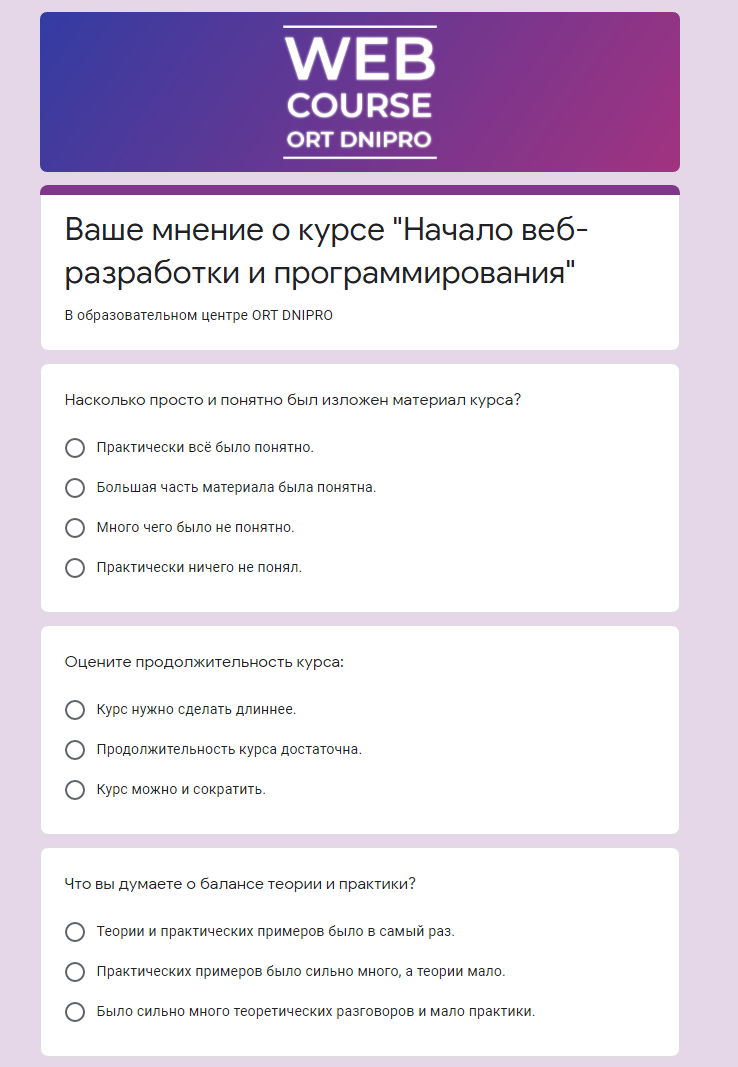 WEB
COURSE
ORT DNIPRO
Ваше мнение о курсе "Начало веб-
разработки и программирования"
В образовательном центре ORT DNIPRO
Насколько просто и понятно был изложен материал курса?
Практически всё было понятно.
Большая часть материала была понятна.
Много чего было не понятно.
Практически ничего не понял.
Оцените продолжительность курса:
Курс нужно сделать длиннее.
Продолжительность курса достаточна.
Курс можно и сократить.
Что вы думаете о балансе теории и практики?
Теории и практических примеров было в самый раз.
Практических примеров было сильно много, а теории мало.
Было сильно много теоретических разговоров и мало практики.